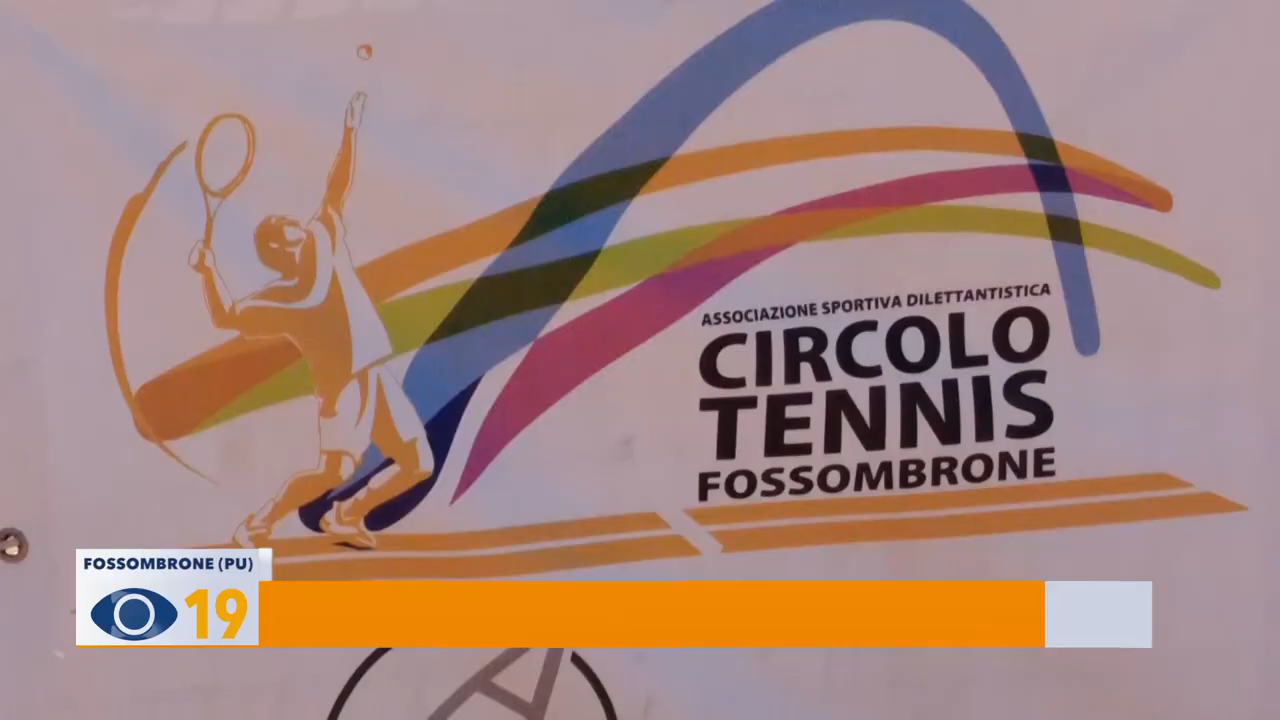 ASSOCIAZIONE SPORTIVA DILETTANTISTICA
CIRCOLO
TENNIS
FOSSOMBRONE
FOSSOMBRONE (PU)
19
A